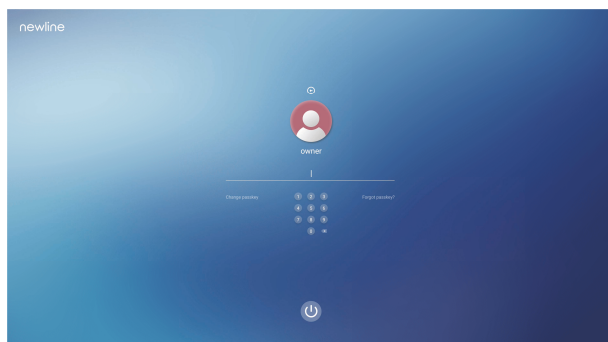 newline
owner
Change passkey
Forgot passkey?
1 2 3
4 5 6
7 8 9
0